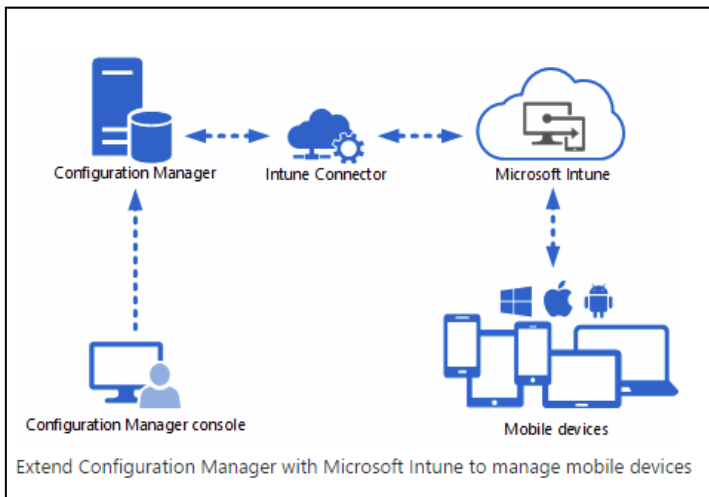 Configuration Manager
Intune Connector
Microsoft Intune
Configuration Manager console
Mobile devices
Extend Configuration Manager with Microsoft Intune to manage mobile devices